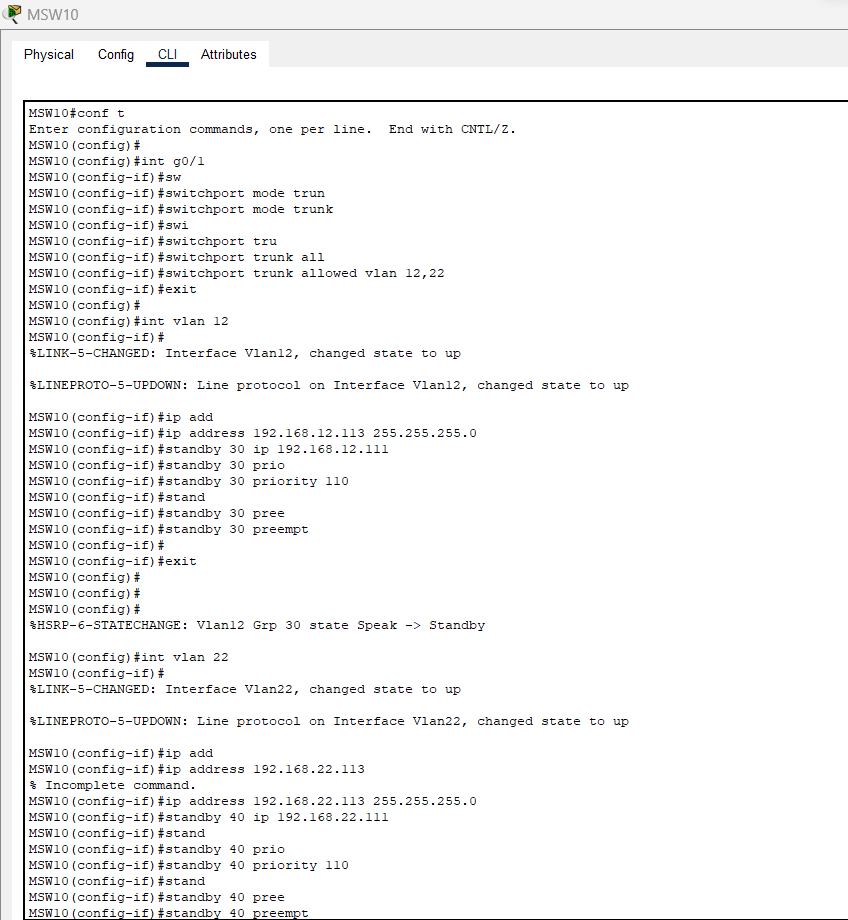 MSW10
Physical Config CLI Attributes
MSW10#conf t
Enter configuration commands, one per line.  End with CNTL/Z.
MSW10(config)#
MSW10(config)#int g0/1
MSW10(config-if)#sw
MSW10(config-if)#switchport mode trun
MSW10(config-if)#switchport mode trunk
MSW10(config-if)#swi
MSW10(config-if)#switchport tru
MSW10(config-if)#switchport trunk all
MSW10(config-if)#switchport trunk allowed vlan 12,22
MSW10(config-if)#exit
MSW10(config)#
MSW10(config)#int vlan 12
MSW10(config-if)#
%LINK-5-CHANGED: Interface Vlan12, changed state to up
%LINEPROTO-5-UPDOWN: Line protocol on Interface Vlan12, changed state to up
MSW10(config-if)#ip add
MSW10(config-if)#ip address 192.168.12.113 255.255.255.0
MSW10(config-if)#standby 30 ip 192.168.12.111
MSW10(config-if)#standby 30 prio
MSW10(config-if)#standby 30 priority 110
MSW10(config-if)#stand
MSW10(config-if)#standby 30 pree
MSW10(config-if)#standby 30 preempt
MSW10(config-if)#
MSW10(config-if)#exit
MSW10(config)#
MSW10(config)#
MSW10(config)#
%HSRP-6-STATECHANGE: Vlan12 Grp 30 state Speak -> Standby
MSW10(config)#int vlan 22
MSW10(config-if)#
%LINK-5-CHANGED: Interface Vlan22, changed state to up
%LINEPROTO-5-UPDOWN: Line protocol on Interface Vlan22, changed state to up
MSW10(config-if)#ip add
MSW10(config-if)#ip address 192.168.22.113
% Incomplete command.
MSW10(config-if)#ip address 192.168.22.113 255.255.255.0
MSW10(config-if)#standby 40 ip 192.168.22.111
MSW10(config-if)#stand
MSW10(config-if)#standby 40 prio
MSW10(config-if)#standby 40 priority 110
MSW10(config-if)#stand
MSW10(config-if)#standby 40 pree
MSW10(config-if)#standby 40 preempt